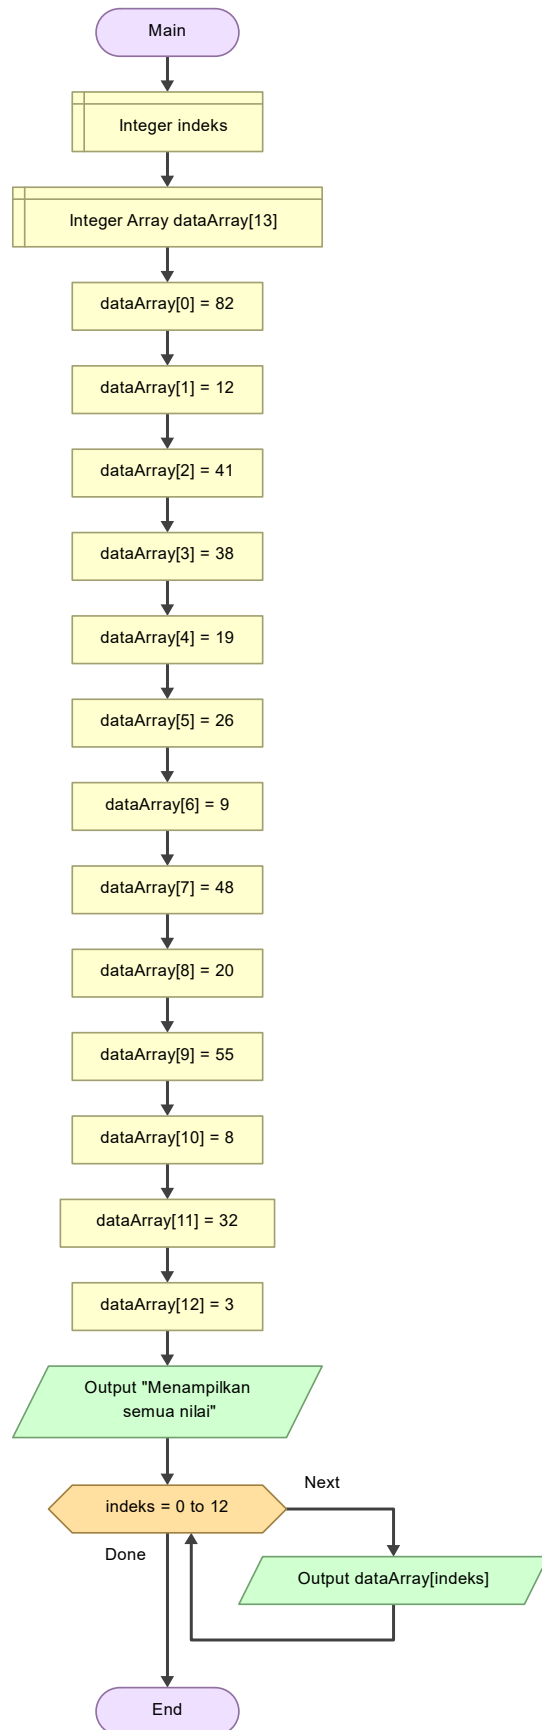 Main
Integer indeks
Integer Array dataArray[13]
dataArray[0] = 82
dataArray[1] = 12
dataArray[2] = 41
dataArray[3] = 38
dataArray[4] = 19
dataArray[5] = 26
dataArray[6] = 9
dataArray[7] = 48
dataArray[8] = 20
dataArray[9] = 55
dataArray[10] = 8
dataArray[11] = 32
dataArray[12] = 3
Output "Menampilkan
semua nilai"
Next
indeks = 0 to 12
Done
Output dataArray[indeks]
End